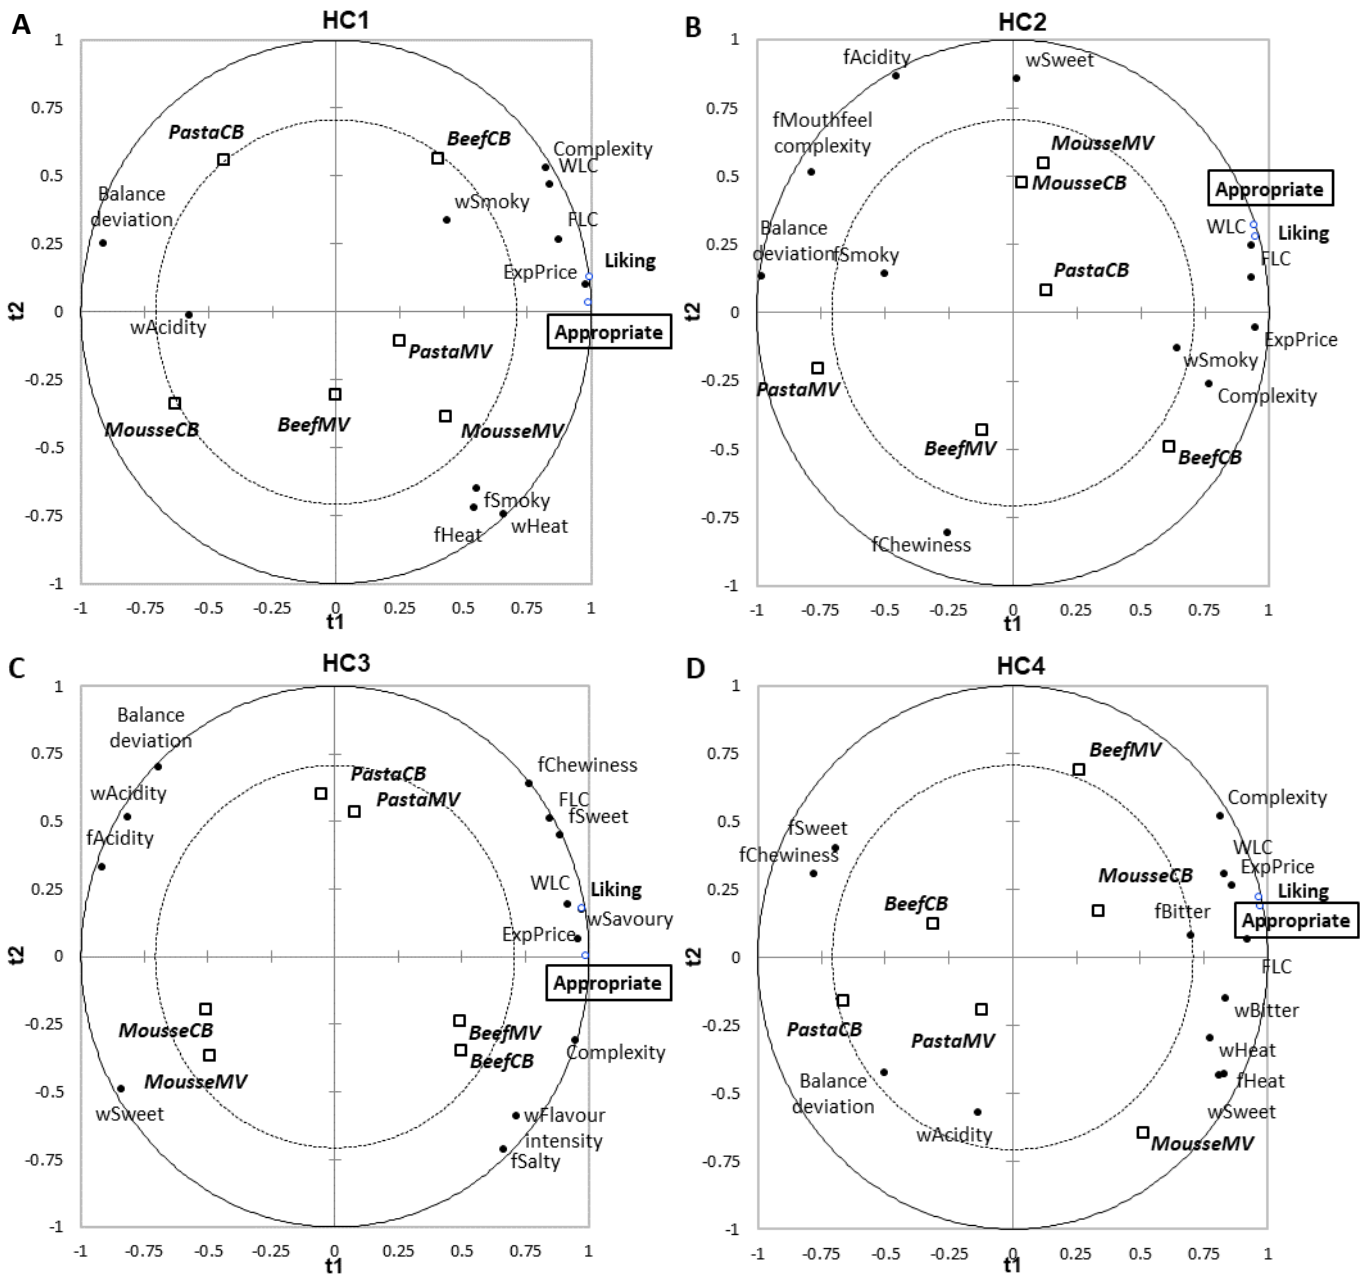 A
HC1
1
0.75
0.5
0.25
0
-0.25
-0.5
-0.75
-1
t2
PastaCB
BeefCB
Complexity
WLC
Balance
deviation
wSmoky
FLC
Liking
ExpPrice
wAcidity
Appropriate
PastaMV
MousseCB
BeefMV
MousseMV
fSmoky
fHeat
wHeat
-1 -0.75 -0.5 -0.25 0 0.25 0.5 0.75 1
t1
B
HC2
1
0.75
0.5
0.25
0
-0.25
-0.5
-0.75
-1
fAcidity
wSweet
fMouthfeel
complexity
MousseMV
MousseCB
Appropriate
Balance
deviation
fSmoky
WLC
Liking
FLC
PastaCB
ExpPrice
wSmoky
PastaMV
Complexity
BeefMV
BeefCB
fChewiness
-1 -0.75 -0.5 -0.25 0 0.25 0.5 0.75 1
t1
C
HC3
1
0.75
0.5
0.25
0
-0.25
-0.5
-0.75
-1
t2
Balance
deviation
PastaCB
PastaMV
fChewiness
wAcidity
FLC
fSweet
fAcidity
WLC
Liking
wSavoury
ExpPrice
Appropriate
MousseCB
BeefMV
BeefCB
Complexity
MousseMV
wSweet
wFlavour
intensity
fSalty
-1 -0.75 -0.5 -0.25 0 0.25 0.5 0.75 1
t1
D
HC4
1
0.75
0.5
0.25
0
-0.25
-0.5
-0.75
-1
BeefMV
Complexity
fSweet
fChewiness
WLC
ExpPrice
MousseCB
Liking
BeefCB
fBitter
Appropriate
FLC
PastaCB
PastaMV
wBitter
wHeat
Balance
deviation
fHeat
wSweet
wAcidity
MousseMV
-1 -0.75 -0.5 -0.25 0 0.25 0.5 0.75 1
t1